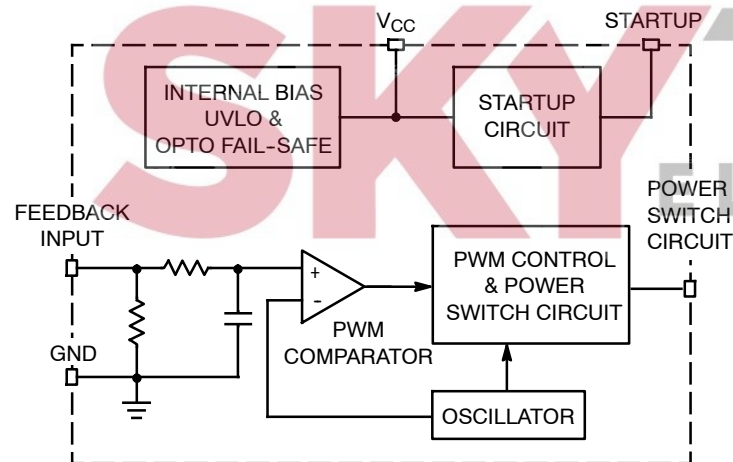 VCC
STARTUP
INTERNAL BIAS
UVLO &
OPTO FAIL-SAFE
STARTUP
CIRCUIT
SKY
POWER
SWITCH
CIRCUIT
FEEDBACK
INPUT
PWM CONTROL
& POWER
SWITCH CIRCUIT
+
–
PWM
COMPARATOR
GND
OSCILLATOR